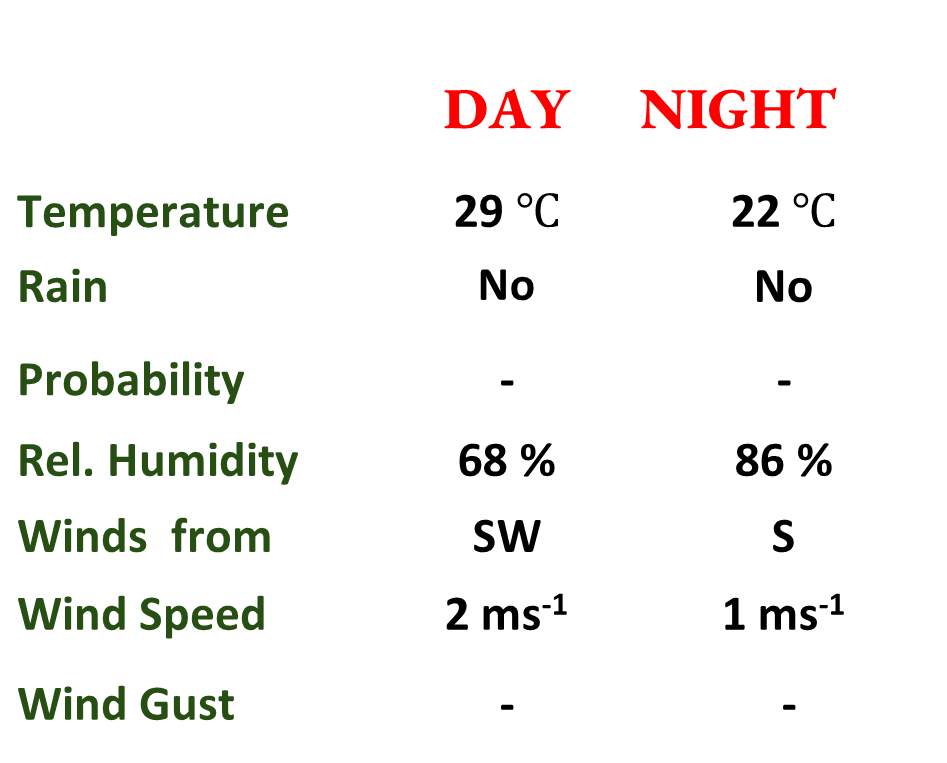 DAY NIGHT
Temperature 29 °C 22 °C
Rain No No
Probability - -
Rel. Humidity 68 % 86 %
Winds from SW S
Wind Speed 2 ms⁻¹ 1 ms⁻¹
Wind Gust - -